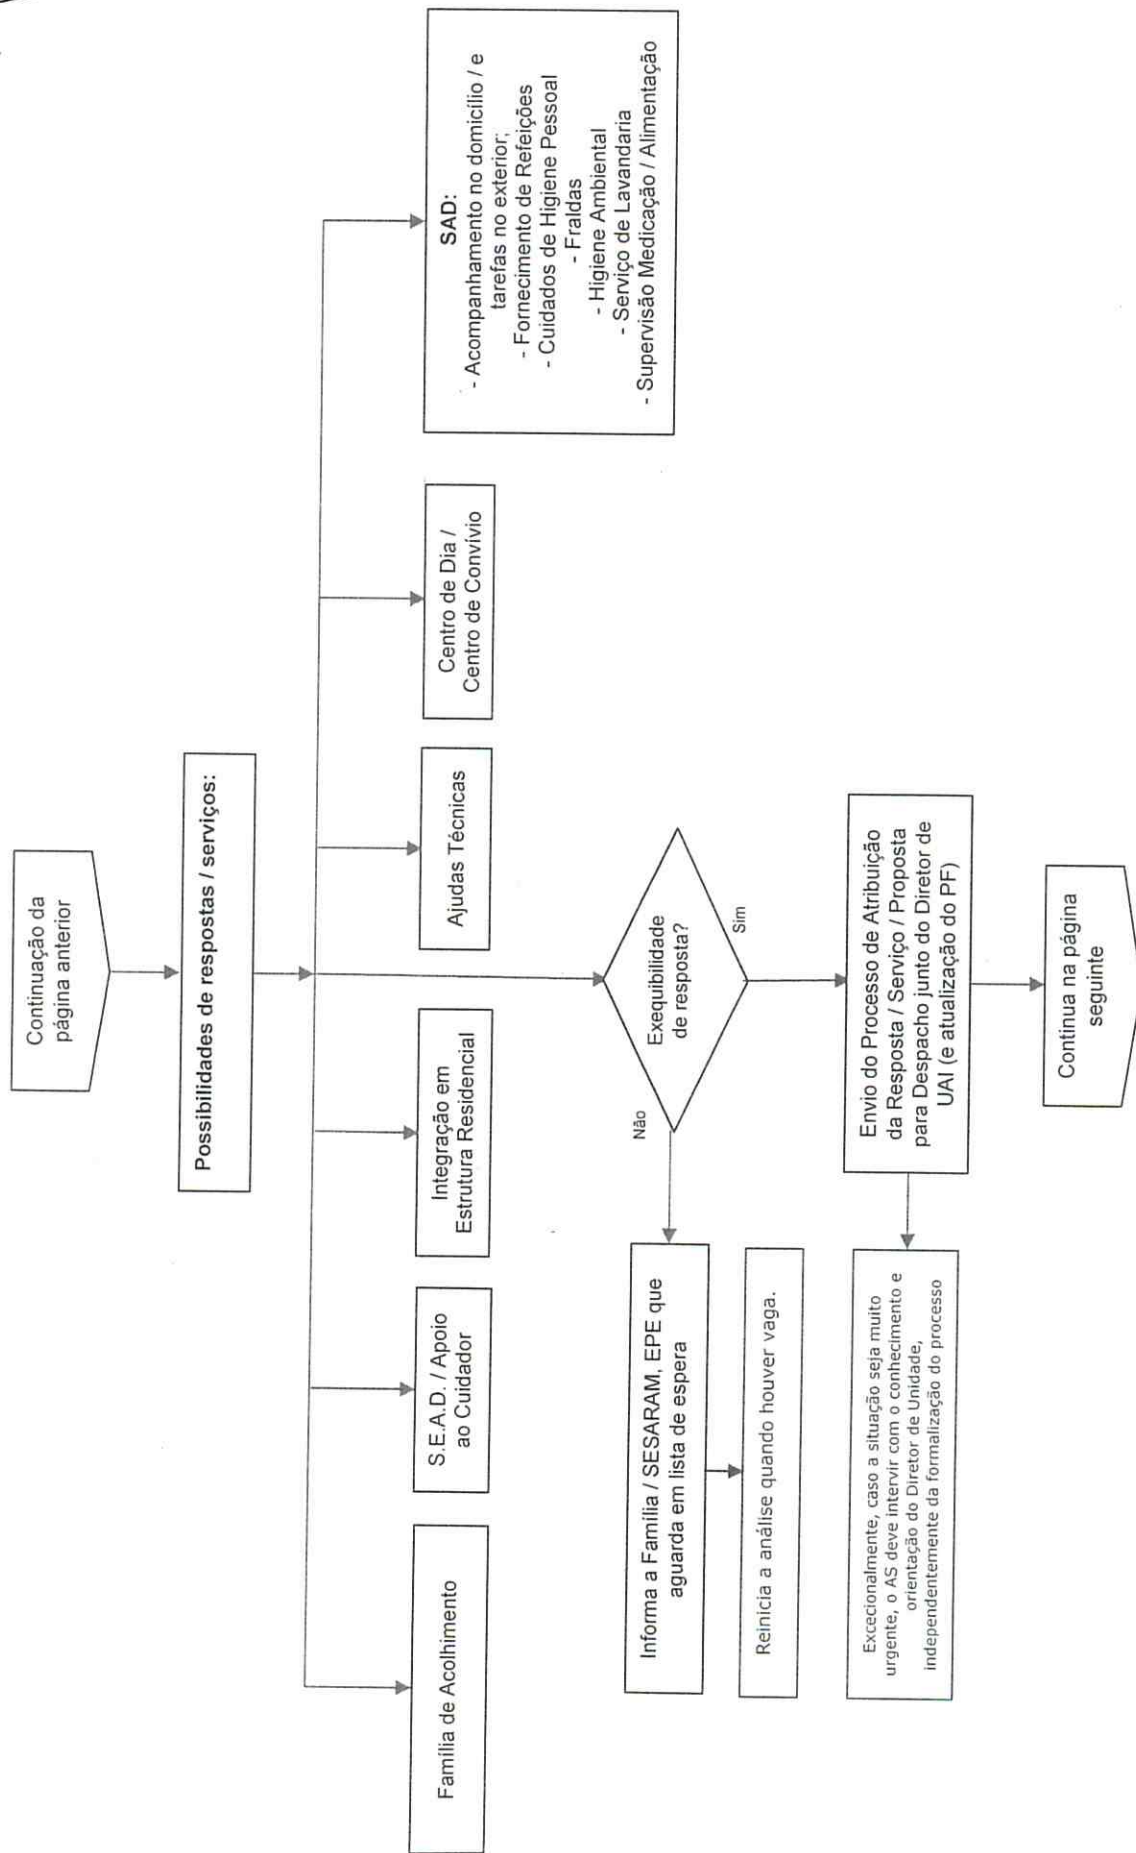 Continuação da
página anterior
Possibilidades de respostas / serviços:
Família de Acolhimento
S.E.A.D. / Apoio
ao Cuidador
Integração em
Estrutura Residencial
Ajudas Técnicas
Centro de Dia /
Centro de Convívio
SAD:
- Acompanhamento no domicílio / e
tarefas no exterior;
- Fornecimento de Refeições
- Cuidados de Higiene Pessoal
- Fraldas
- Higiene Ambiental
- Serviço de Lavandaria
- Supervisão Medicação / Alimentação
Exequibilidade
de resposta?
Não
Sim
Informa a Família / SESARAM, EPE que
aguarda em lista de espera
Reinicia a análise quando houver vaga.
Envio do Processo de Atribuição
da Resposta / Serviço / Proposta
para Despacho junto do Diretor de
UAI (e atualização do PF)
Excecionalmente, caso a situação seja muito
urgente, o AS deve intervir com o conhecimento e
orientação do Diretor de Unidade,
independentemente da formalização do processo
Continua na página
seguinte